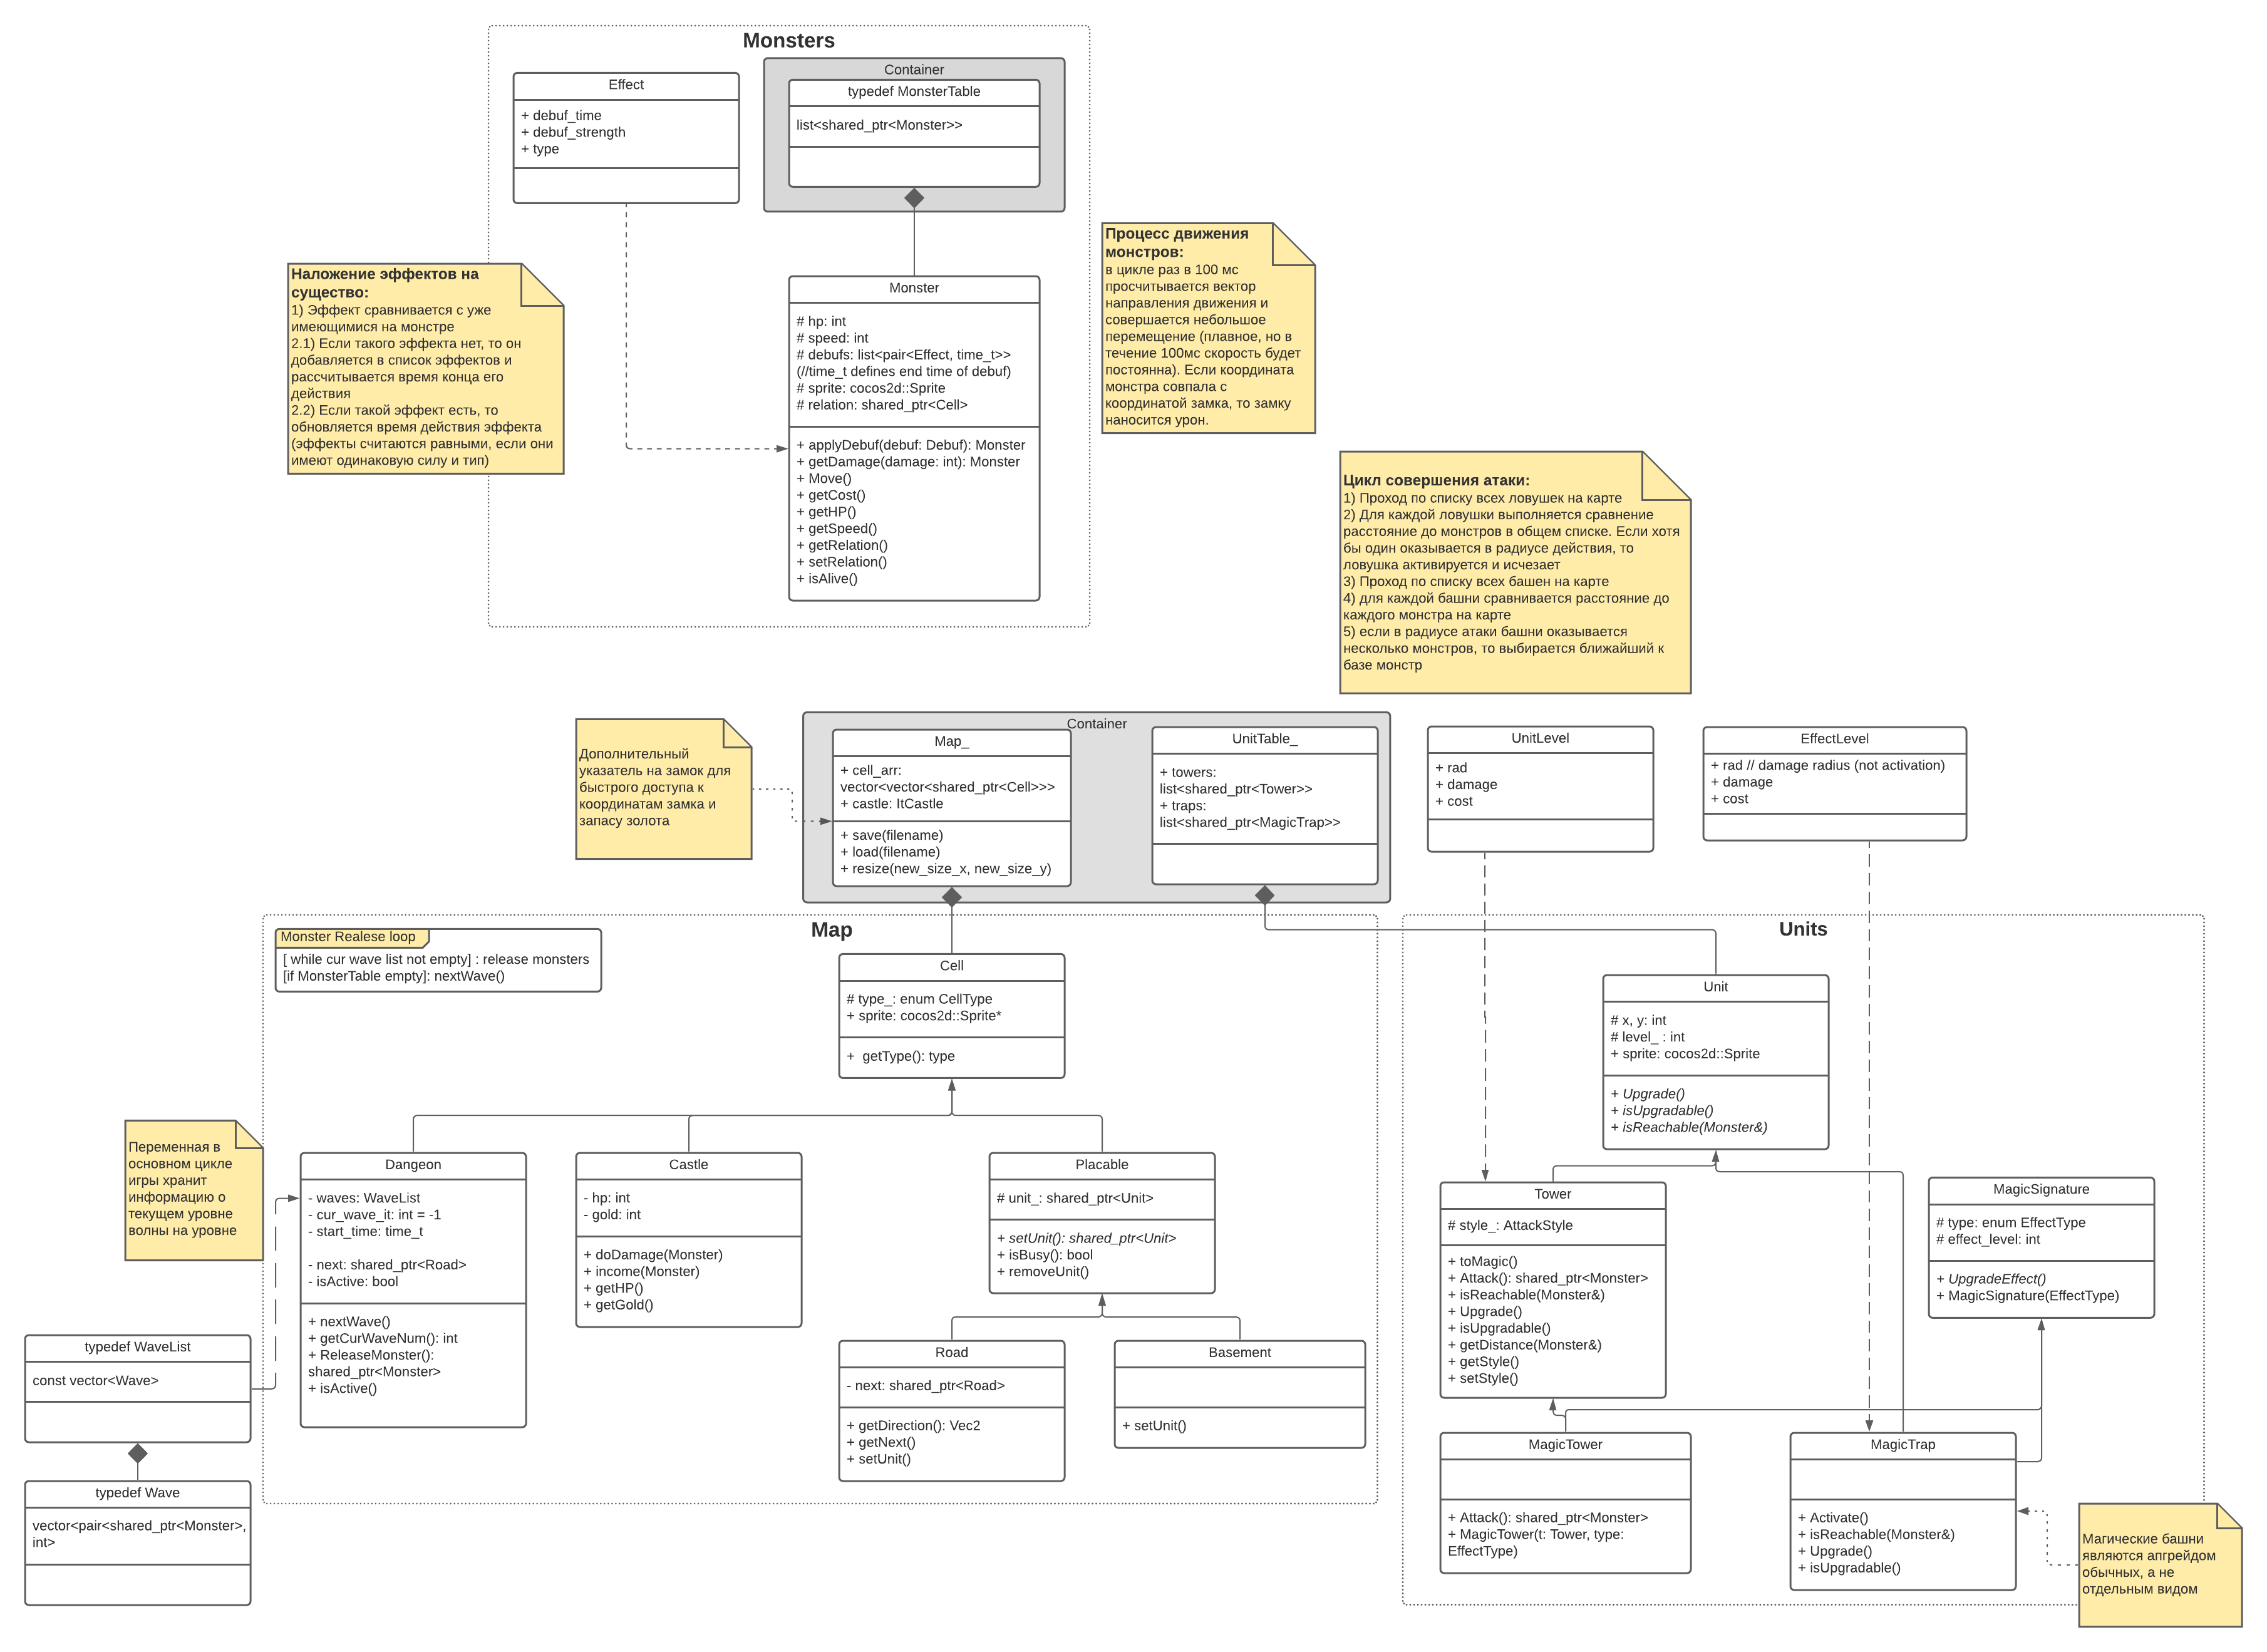 Monsters
Effect
+ debuf_time
+ debuf_strength
+ type
Container
typedef MonsterTable
list<shared_ptr<Monster>>
Наложение эффектов на
существо:
1) Эффект сравнивается с уже
имеющимися на монстре
2.1) Если такого эффекта нет, то он
добавляется в список эффектов и
рассчитывается время конца его
действия
2.2) Если такой эффект есть, то
обновляется время действия эффекта
(эффекты считаются равными, если они
имеют одинаковую силу и тип)
Monster
# hp: int
# speed: int
# debufs: list<pair<Effect, time_t>>
(//time_t defines end time of debuf)
# sprite: cocos2d::Sprite
# relation: shared_ptr<Cell>
+ applyDebuf(debuf: Debuf): Monster
+ getDamage(damage: int): Monster
+ Move()
+ getCost()
+ getHP()
+ getSpeed()
+ getRelation()
+ setRelation()
+ isAlive()
Процесс движения
монстров:
в цикле раз в 100 мс
просчитывается вектор
направления движения и
совершается небольшое
перемещение (плавное, но в
течение 100мс скорость будет
постоянна). Если координата
монстра совпала с
координатой замка, то замку
наносится урон.
Цикл совершения атаки:
1) Проход по списку всех ловушек на карте
2) Для каждой ловушки выполняется сравнение
расстояние до монстров в общем списке. Если хотя
бы один оказывается в радиусе действия, то
ловушка активируется и исчезает
3) Проход по списку всех башен на карте
4) для каждой башни сравнивается расстояние до
каждого монстра на карте
5) если в радиусе атаки башни оказывается
несколько монстров, то выбирается ближайший к
базе монстр
Дополнительный
указатель на замок для
быстрого доступа к
координатам замка и
запасу золота
Container
Map_
+ cell_arr:
vector<vector<shared_ptr<Cell>>>
+ castle: ItCastle
+ save(filename)
+ load(filename)
+ resize(new_size_x, new_size_y)
UnitTable_
+ towers:
list<shared_ptr<Tower>>
+ traps:
list<shared_ptr<MagicTrap>>
UnitLevel
+ rad
+ damage
+ cost
EffectLevel
+ rad // damage radius (not activation)
+ damage
+ cost
Map
Monster Realese loop
[ while cur wave list not empty] : release monsters
[if MonsterTable empty]: nextWave()
Cell
# type_: enum CellType
+ sprite: cocos2d::Sprite*
+  getType(): type
Переменная в
основном цикле
игры хранит
информацию о
текущем уровне
волны на уровне
Dangeon
- waves: WaveList
- cur_wave_it: int = -1
- start_time: time_t
- next: shared_ptr<Road>
- isActive: bool
+ nextWave()
+ getCurWaveNum(): int
+ ReleaseMonster():
shared_ptr<Monster>
+ isActive()
Castle
- hp: int
- gold: int
+ doDamage(Monster)
+ income(Monster)
+ getHP()
+ getGold()
Placable
# unit_: shared_ptr<Unit>
+ setUnit(): shared_ptr<Unit>
+ isBusy(): bool
+ removeUnit()
Road
- next: shared_ptr<Road>
+ getDirection(): Vec2
+ getNext()
+ setUnit()
Basement
+ setUnit()
typedef WaveList
const vector<Wave>
typedef Wave
vector<pair<shared_ptr<Monster>,
int>
Units
Unit
# x, y: int
# level_ : int
+ sprite: cocos2d::Sprite
+ Upgrade()
+ isUpgradable()
+ isReachable(Monster&)
Tower
# style_: AttackStyle
+ toMagic()
+ Attack(): shared_ptr<Monster>
+ isReachable(Monster&)
+ Upgrade()
+ isUpgradable()
+ getDistance(Monster&)
+ getStyle()
+ setStyle()
MagicSignature
# type: enum EffectType
# effect_level: int
+ UpgradeEffect()
+ MagicSignature(EffectType)
MagicTower
+ Attack(): shared_ptr<Monster>
+ MagicTower(t: Tower, type:
EffectType)
MagicTrap
+ Activate()
+ isReachable(Monster&)
+ Upgrade()
+ isUpgradable()
Магические башни
являются апгрейдом
обычных, а не
отдельным видом